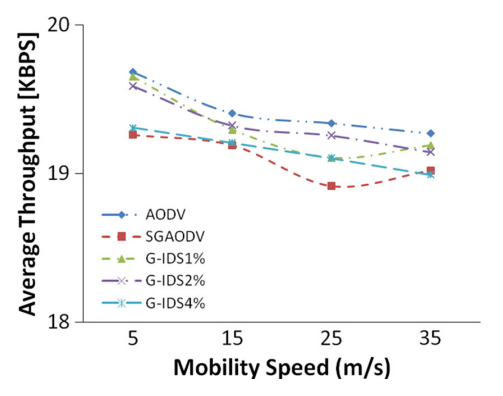 20
19
18
Average Throughput [KBPS]
AODV
SGAODV
G-IDS1%
G-IDS2%
G-IDS4%
5 15 25 35
Mobility Speed (m/s)